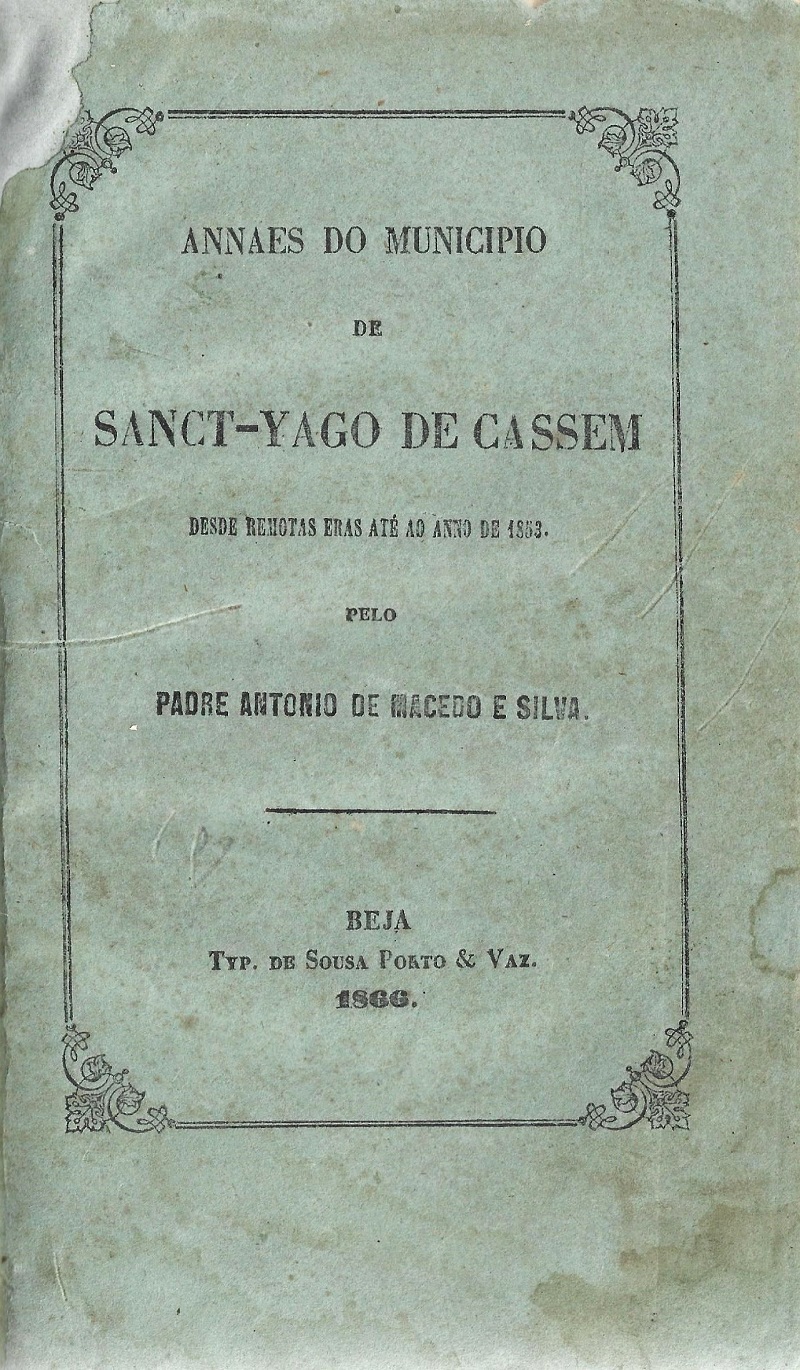 ANNAES DO MUNICIPIO
DE
SANCT-YAGO DE CASSEM
DESDE REMOTAS ERAS ATÉ AO ANNO DE 1853.
PELO
PADRE ANTONIO DE MACEDO E SILVA.
BEJA
TYP. DE SOUSA PORTO & VAZ.
1866.